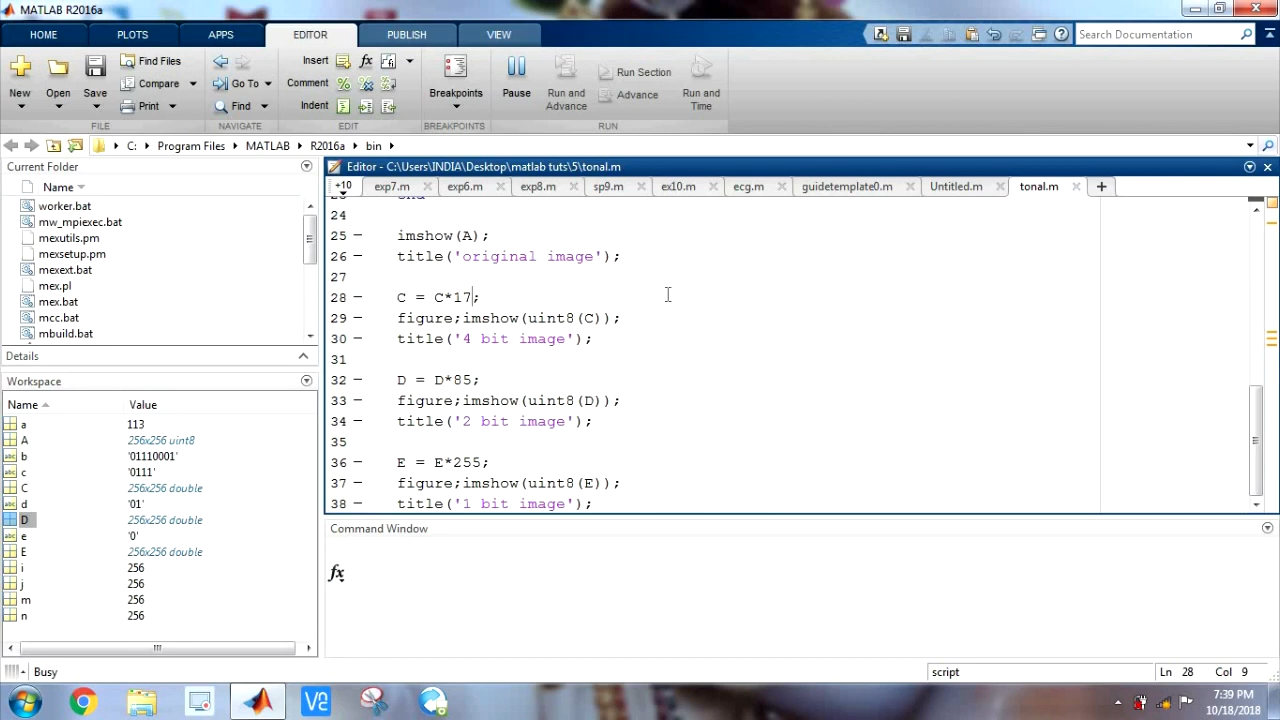 MATLAB R2016a
HOME PLOTS APPS EDITOR PUBLISH VIEW Search Documentation
New Open Save Find Files Compare Print
Go To Find
Insert fx Comment Indent
Breakpoints
Pause Run and Advance Run Section Advance Run and Time
FILE NAVIGATE EDIT BREAKPOINTS RUN
C: Program Files MATLAB R2016a bin
Current Folder
Name
worker.bat
mw_mpiexec.bat
mexutils.pm
mexsetup.pm
mexext.bat
mex.pl
mex.bat
mcc.bat
mbuild.bat
Details
Workspace
Name Value
a 113
A 256x256 uint8
b '01110001'
c '0111'
C 256x256 double
d '01'
D 256x256 double
e '0'
E 256x256 double
i 256
j 256
m 256
n 256
Editor - C:\Users\INDIA\Desktop\matlab tuts\5\tonal.m
+10 exp7.m exp6.m exp8.m sp9.m ex10.m ecg.m guidetemplate0.m Untitled.m tonal.m
24
25 imshow(A);
26 title('original image');
27
28 C = C*17;
29 figure;imshow(uint8(C));
30 title('4 bit image');
31
32 D = D*85;
33 figure;imshow(uint8(D));
34 title('2 bit image');
35
36 E = E*255;
37 figure;imshow(uint8(E));
38 title('1 bit image');
Command Window
fx
Busy script Ln 28 Col 9
7:39 PM
10/18/2018